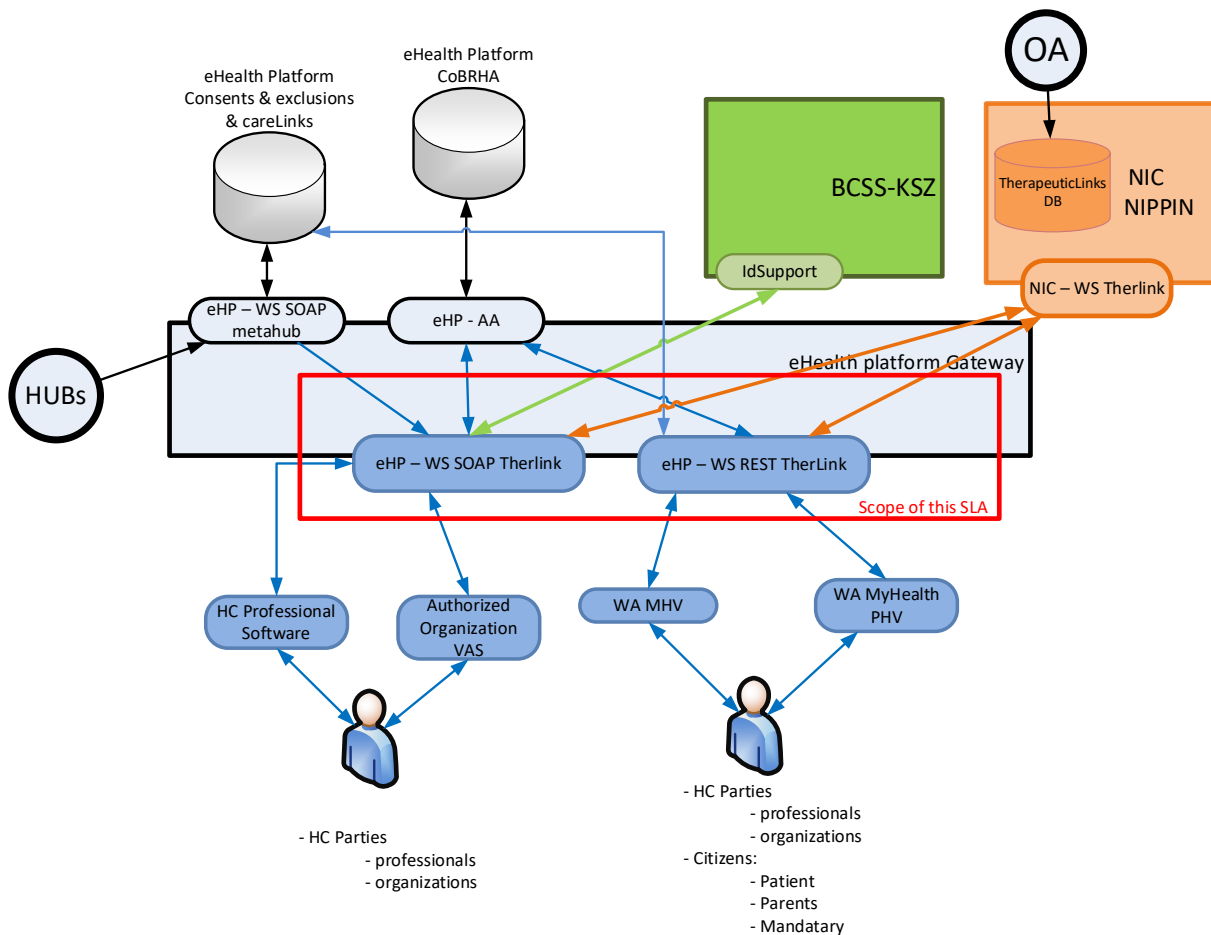 eHealth Platform
CoBRHA
eHealth Platform
Consents & exclusions
& careLinks
OA
BCSS-KSZ
TherapeuticLinks
DB
NIC
NIPPIN
IdSupport
NIC – WS Therlink
eHP – WS SOAP
metahub
eHP - AA
eHealth platform Gateway
HUBs
eHP – WS SOAP Therlink
eHP – WS REST TherLink
Scope of this SLA
HC Professional
Software
Authorized
Organization
VAS
WA MHV
WA MyHealth
PHV
- HC Parties
- professionals
- organizations
- HC Parties
- professionals
- organizations
- Citizens:
- Patient
- Parents
- Mandatary